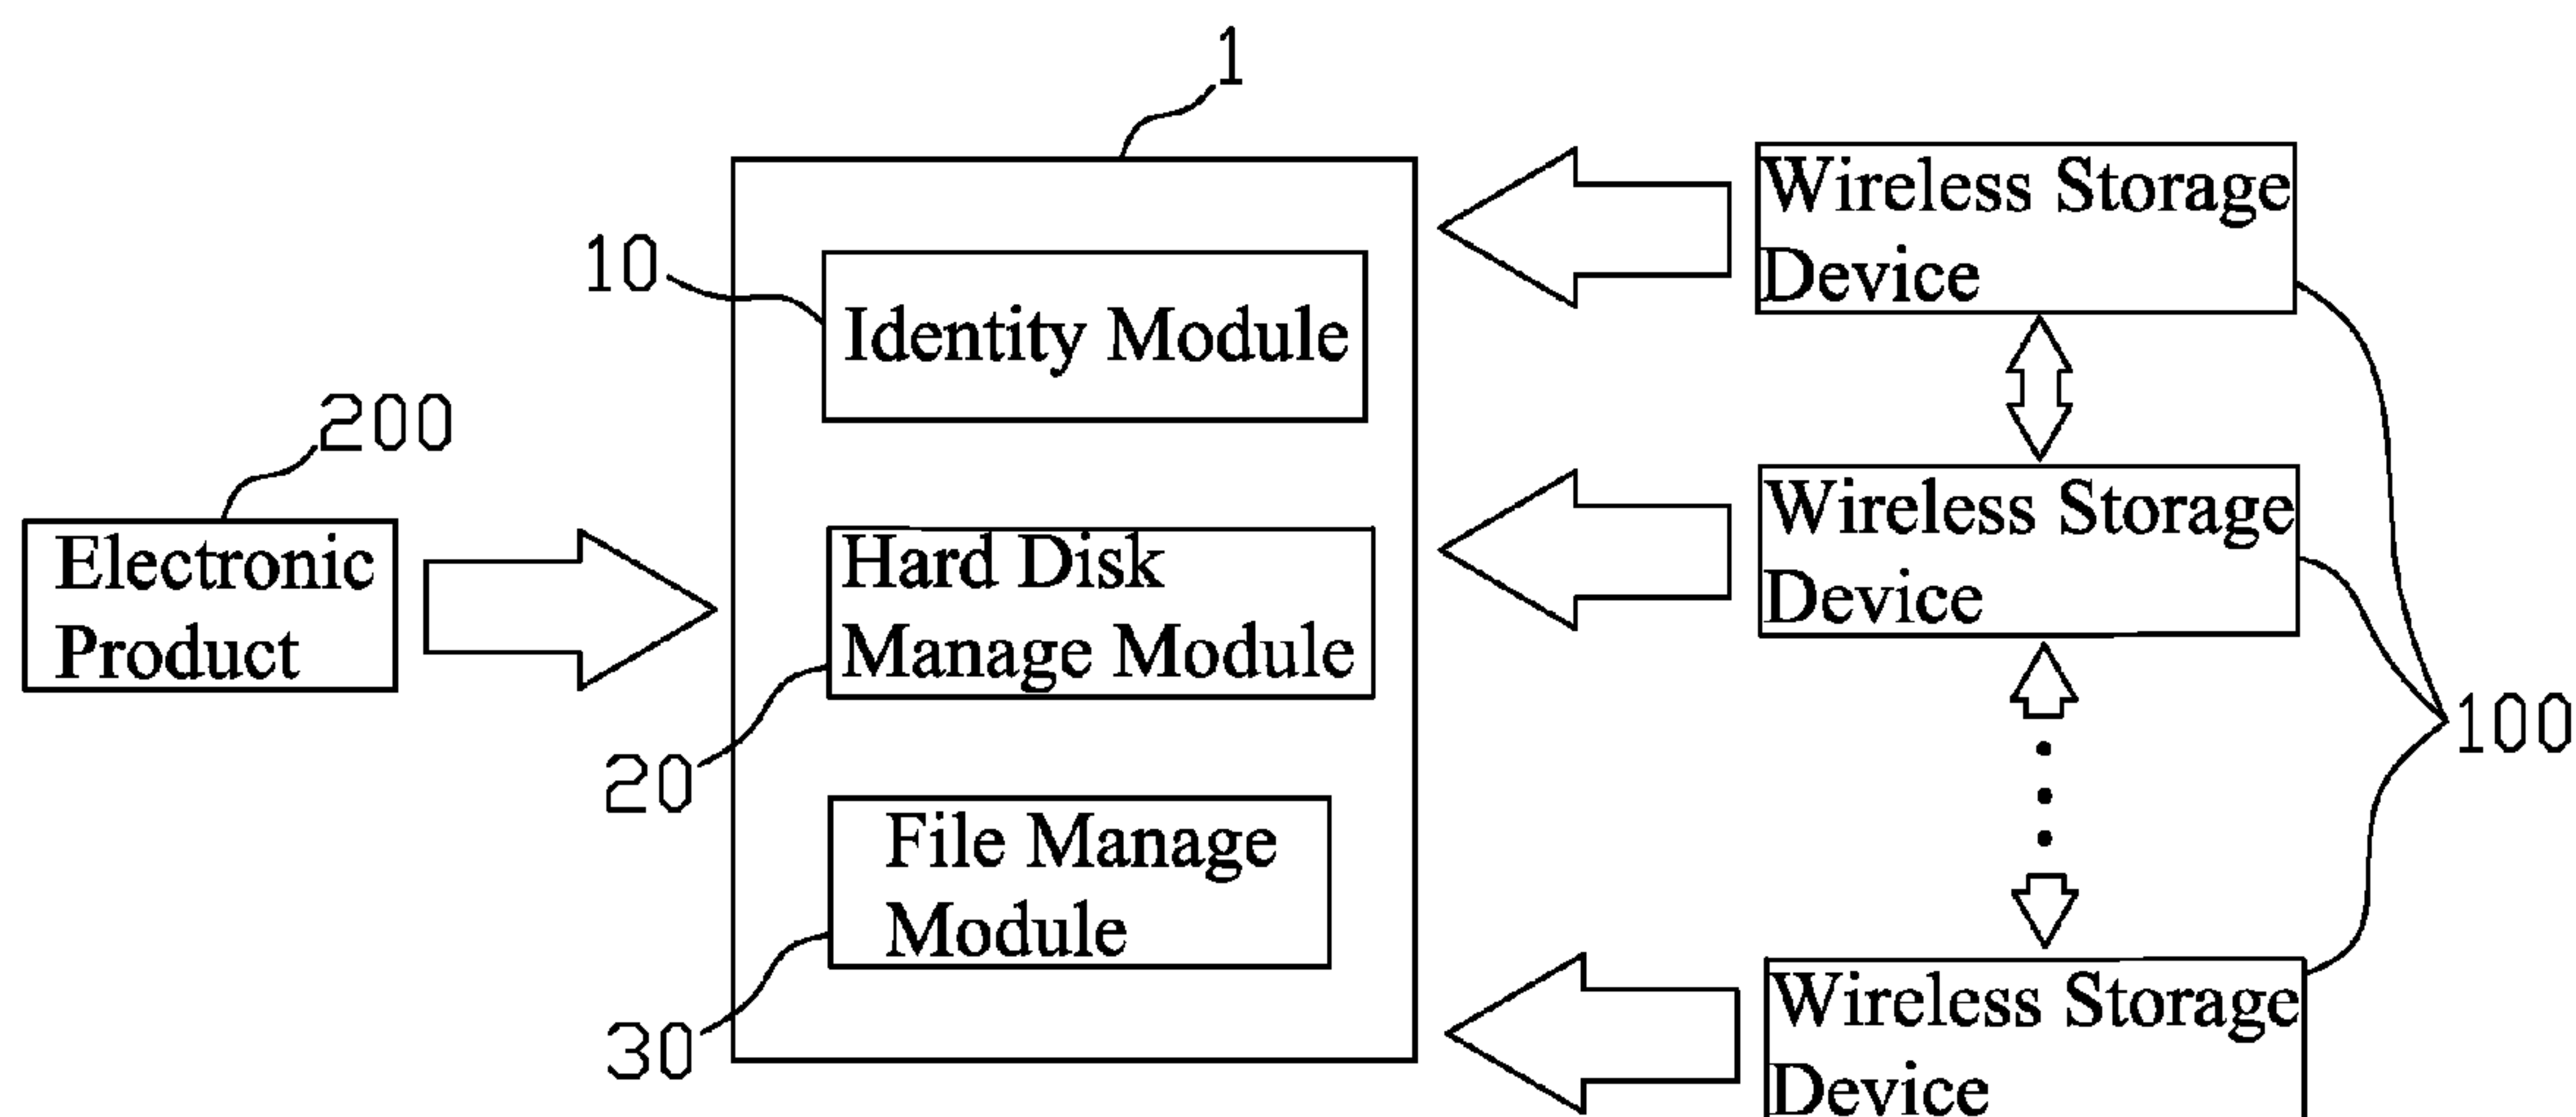 1
10
Identity Module
200
Electronic
Product
Hard Disk
Manage Module
20
File Manage
Module
30
Wireless Storage
Device
Wireless Storage
Device
100
Wireless Storage
Device